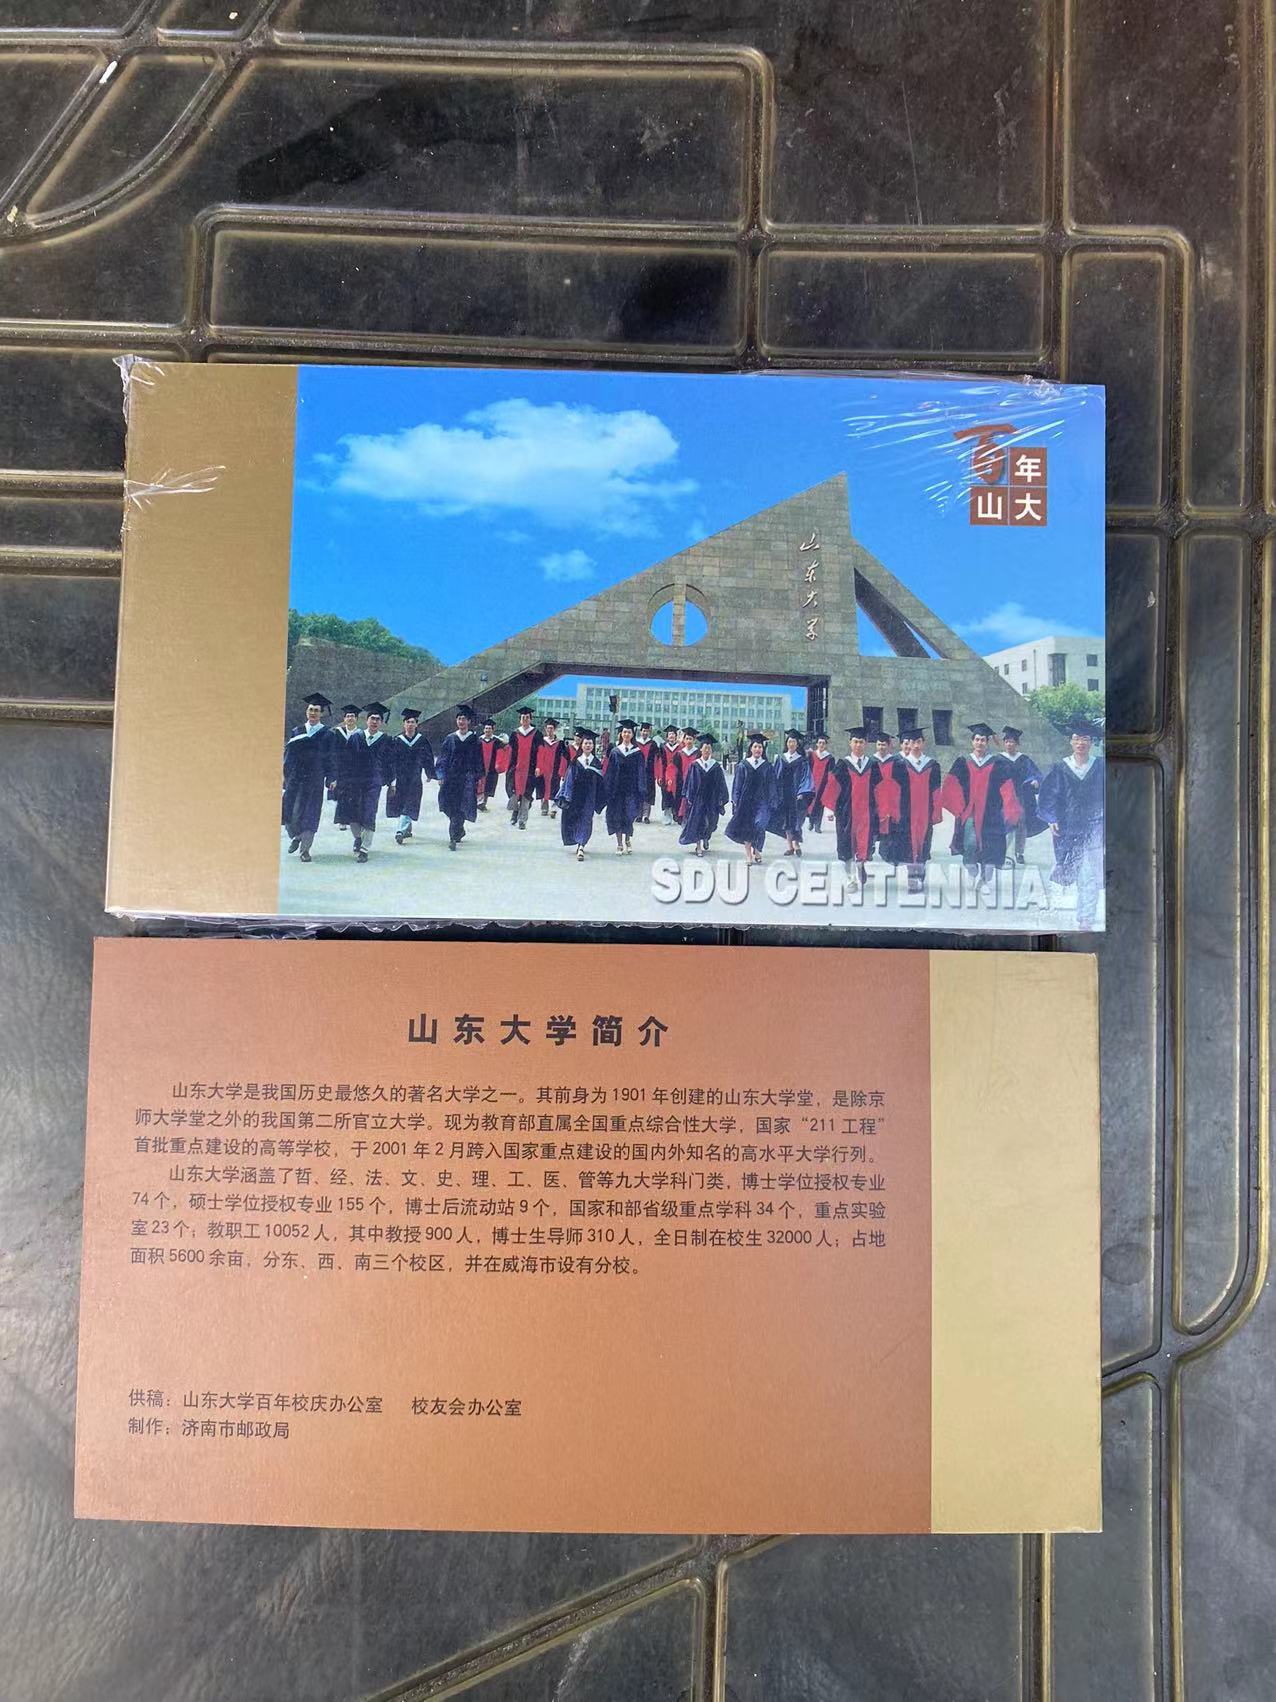 百年
山大
山东大学
SDU CENTENNIAL
山东大学简介
山东大学是我国历史最悠久的著名大学之一。其前身为1901年创建的山东大学堂，是除京
师大学堂之外的我国第二所官立大学。现为教育部直属全国重点综合性大学，国家“211工程”
首批重点建设的高等学校，于2001年2月跨入国家重点建设的国内外知名的高水平大学行列。
山东大学涵盖了哲、经、法、文、史、理、工、医、管等九大学科门类，博士学位授权专业
74个，硕士学位授权专业155个，博士后流动站9个，国家和部省级重点学科34个，重点实验
室23个；教职工10052人，其中教授900人，博士生导师310人，全日制在校生32000人；占地
面积5600余亩，分东、西、南三个校区，并在威海市设有分校。
供稿：山东大学百年校庆办公室 校友会办公室
制作：济南市邮政局